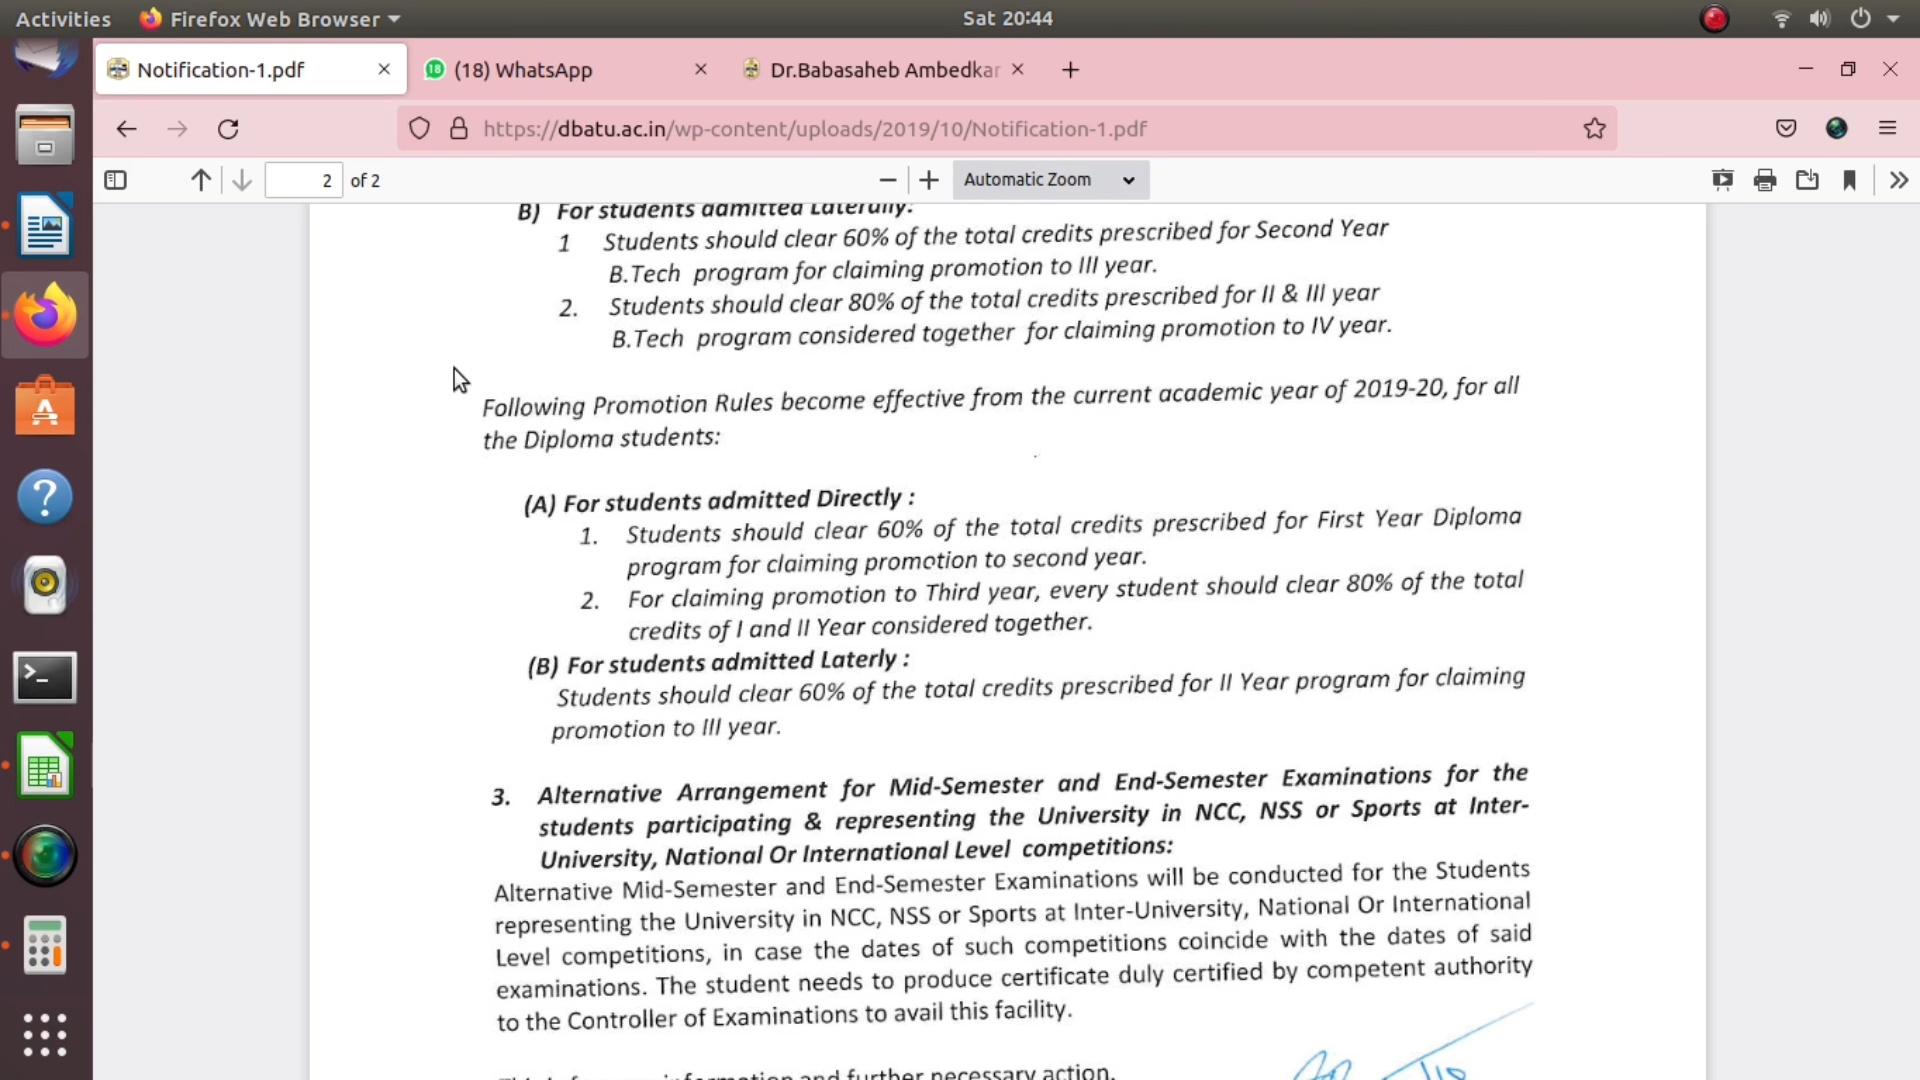 Activities
Firefox Web Browser
Sat 20:44
Notification-1.pdf
18
(18) WhatsApp
Dr.Babasaheb Ambedkar
https://dbatu.ac.in/wp-content/uploads/2019/10/Notification-1.pdf
2 of 2
Automatic Zoom
B) For students admitted Laterally:
1 Students should clear 60% of the total credits prescribed for Second Year
B.Tech program for claiming promotion to III year.
2. Students should clear 80% of the total credits prescribed for II & III year
B.Tech program considered together for claiming promotion to IV year.
Following Promotion Rules become effective from the current academic year of 2019-20, for all
the Diploma students:
(A) For students admitted Directly :
1. Students should clear 60% of the total credits prescribed for First Year Diploma
program for claiming promotion to second year.
2. For claiming promotion to Third year, every student should clear 80% of the total
credits of I and II Year considered together.
(B) For students admitted Laterly :
Students should clear 60% of the total credits prescribed for II Year program for claiming
promotion to III year.
3. Alternative Arrangement for Mid-Semester and End-Semester Examinations for the
students participating & representing the University in NCC, NSS or Sports at Inter-
University, National Or International Level competitions:
Alternative Mid-Semester and End-Semester Examinations will be conducted for the Students
representing the University in NCC, NSS or Sports at Inter-University, National Or International
Level competitions, in case the dates of such competitions coincide with the dates of said
examinations. The student needs to produce certificate duly certified by competent authority
to the Controller of Examinations to avail this facility.
information and further necessary action.